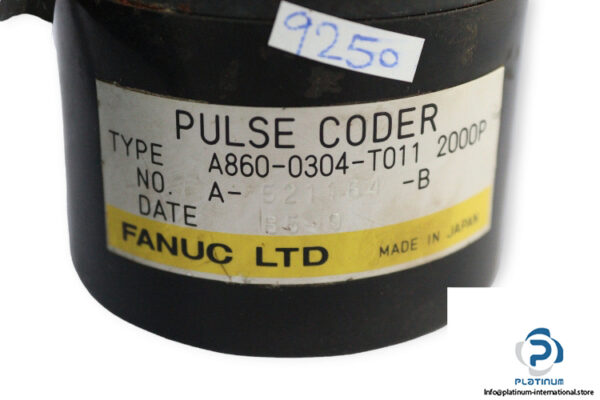 9250
PULSE CODER
TYPE A860-0304-T011 2000P
NO. A- 521164 -B
DATE
FANUC LTD MADE IN JAPAN
PLATINUM
Info@platinum-international.store